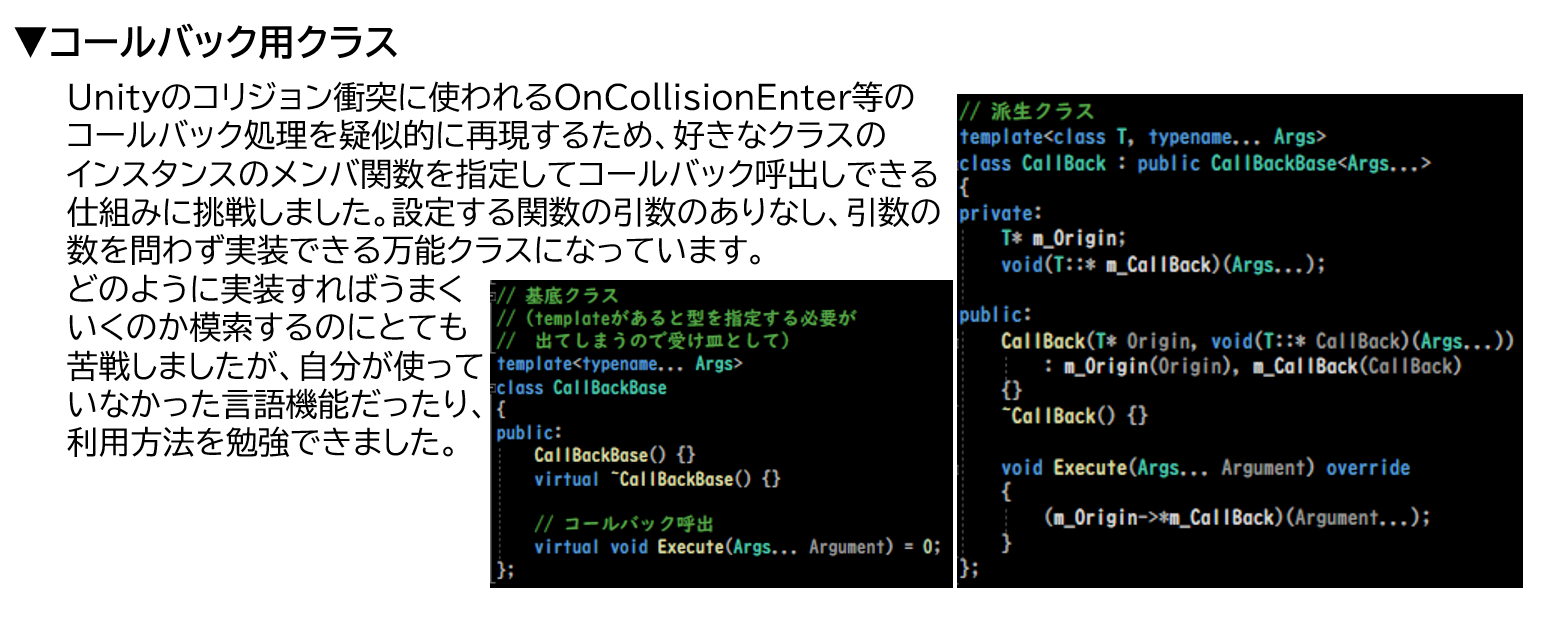 ▼コールバック用クラス
Unityのコリジョン衝突に使われるOnCollisionEnter等の
コールバック処理を疑似的に再現するため、好きなクラスの
インスタンスのメンバ関数を指定してコールバック呼出しできる
仕組みに挑戦しました。設定する関数の引数のありなし、引数の
数を問わず実装できる万能クラスになっています。
どのように実装すればうまく
いくのか模索するのにとても
苦戦しましたが、自分が使って
いなかった言語機能だったり、
利用方法を勉強できました。
// 基底クラス
// (templateがあると型を指定する必要が
// 出てしまうので受け皿として)
template<typename... Args>
class CallBackBase
{
public:
CallBackBase() {}
virtual ~CallBackBase() {}
// コールバック呼出
virtual void Execute(Args... Argument) = 0;
};
// 派生クラス
template<class T, typename... Args>
class CallBack : public CallBackBase<Args...>
{
private:
T* m_Origin;
void(T::* m_CallBack)(Args...);
public:
CallBack(T* Origin, void(T::* CallBack)(Args...))
: m_Origin(Origin), m_CallBack(CallBack)
{}
~CallBack() {}
void Execute(Args... Argument) override
{
(m_Origin->*m_CallBack)(Argument...);
}
};